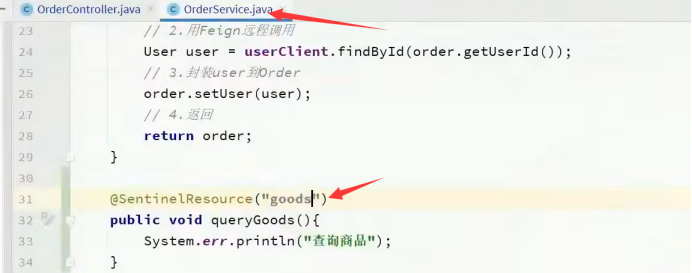 OrderController.java × OrderService.java
23 // 2.用Feign远程调用
24 User user = userClient.findById(order.getUserId());
25 // 3.封装user到Order
26 order.setUser(user);
27 // 4.返回
28 return order;
29 }
30
31 @SentinelResource("goods")
32 public void queryGoods(){
33 System.err.println("查询商品");
34 }